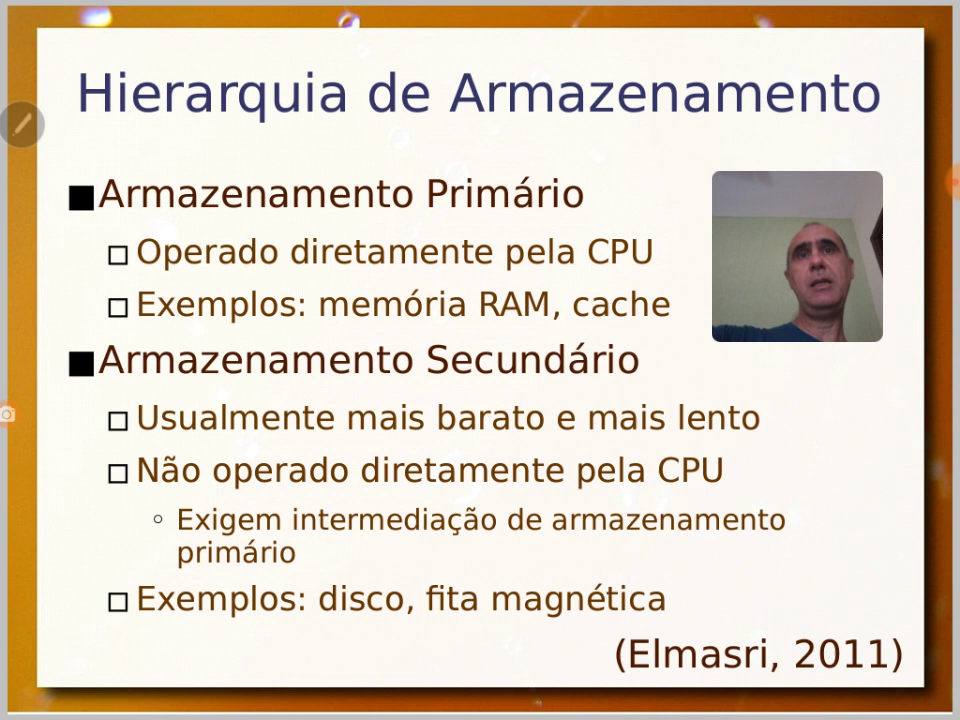 Hierarquia de Armazenamento
Armazenamento Primário
Operado diretamente pela CPU
Exemplos: memória RAM, cache
Armazenamento Secundário
Usualmente mais barato e mais lento
Não operado diretamente pela CPU
Exigem intermediação de armazenamento
primário
Exemplos: disco, fita magnética
(Elmasri, 2011)